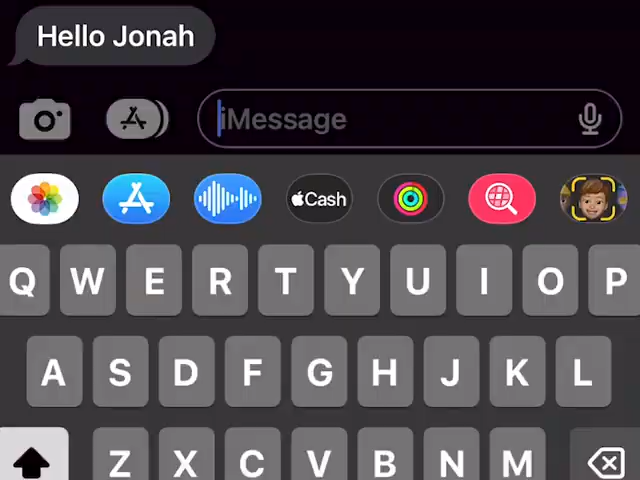 Hello Jonah
iMessage
Cash
Q W E R T Y U I O P
A S D F G H J K L
Z X C V B N M